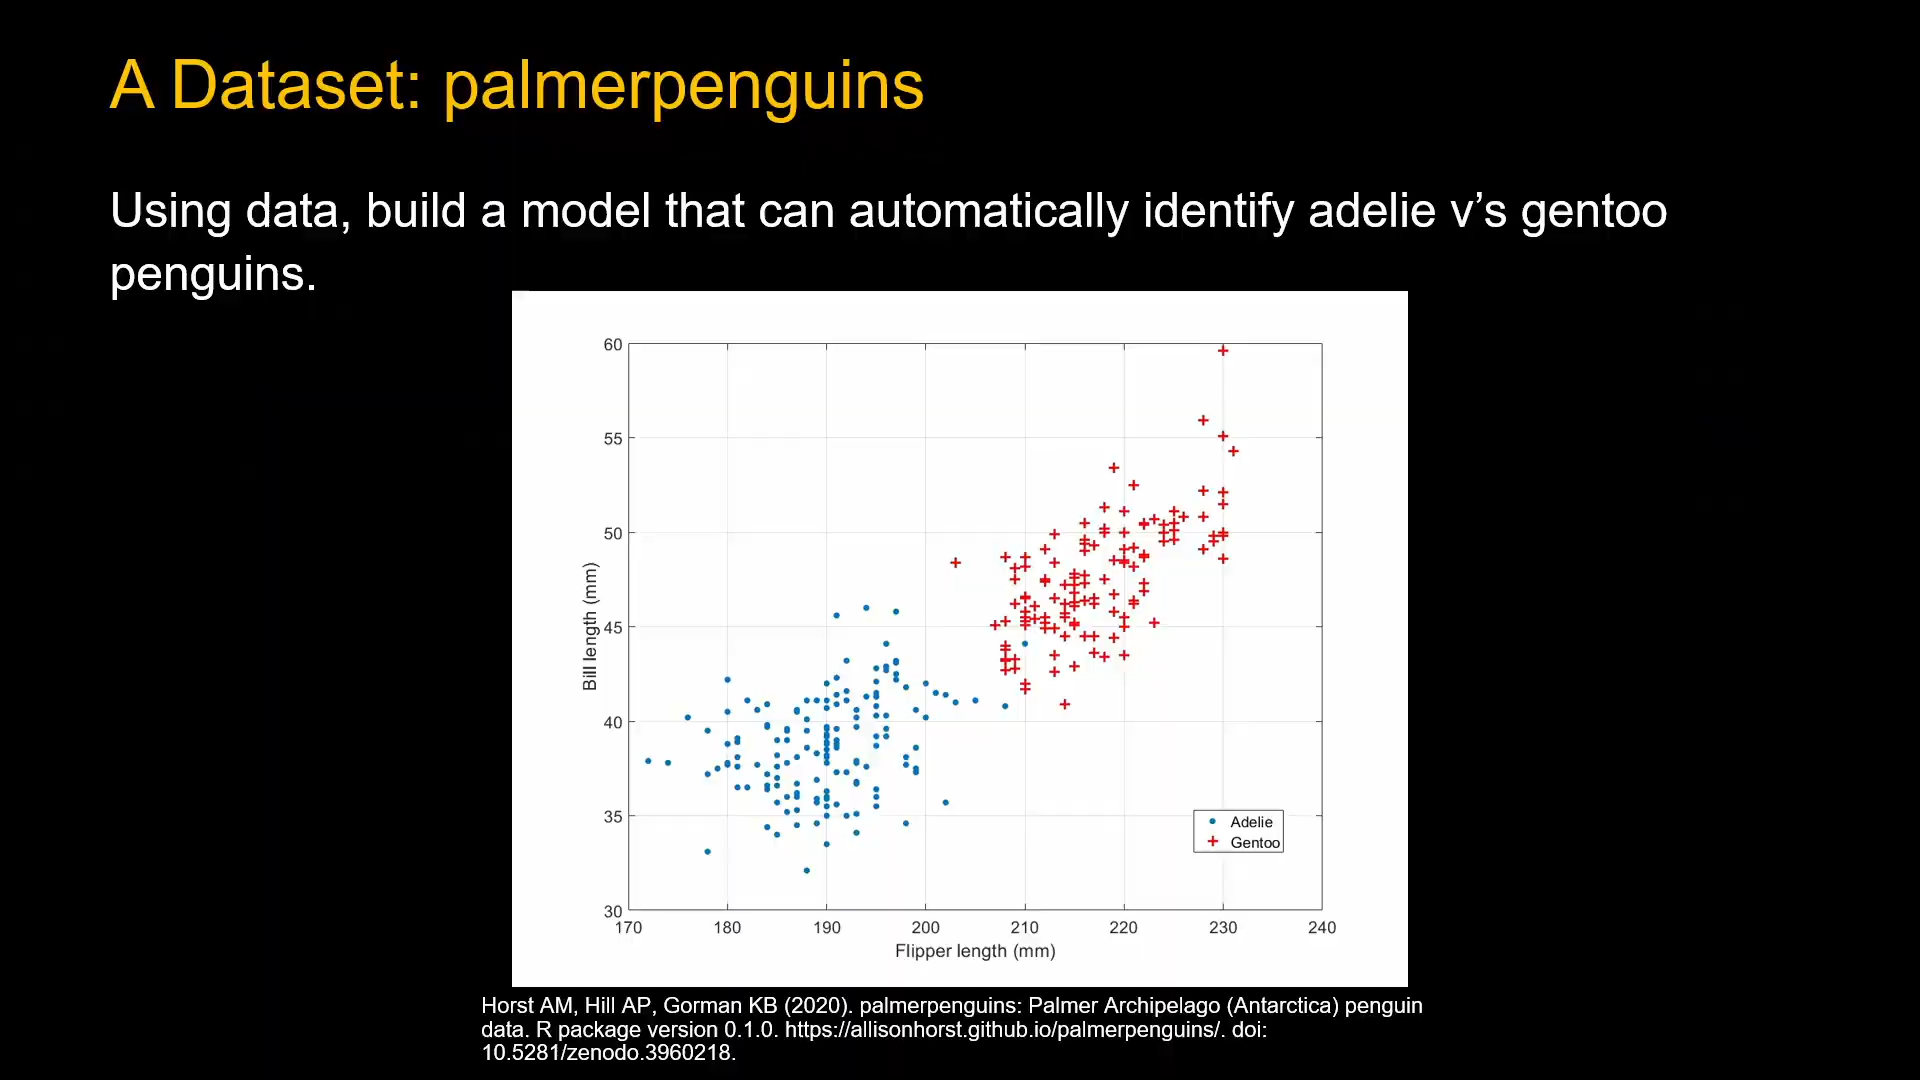 A Dataset: palmerpenguins
Using data, build a model that can automatically identify adelie v’s gentoo
penguins.
60
55
50
45
40
35
30
Bill length (mm)
170 180 190 200 210 220 230 240
Flipper length (mm)
Adelie
Gentoo
Horst AM, Hill AP, Gorman KB (2020). palmerpenguins: Palmer Archipelago (Antarctica) penguin
data. R package version 0.1.0. https://allisonhorst.github.io/palmerpenguins/. doi:
10.5281/zenodo.3960218.